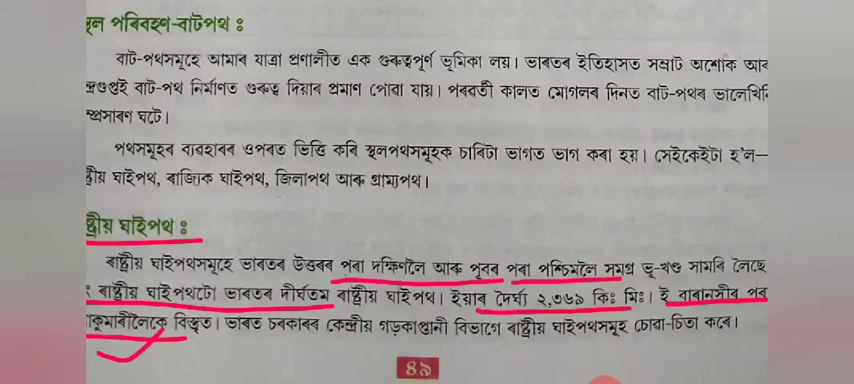 স্থূল পৰিবহণ-বাটপথ ঃ
বাট-পথসমূহে আমাৰ যাত্ৰা প্ৰণালীত এক গুৰুত্বপূৰ্ণ ভূমিকা লয়। ভাৰতৰ ইতিহাসত সম্ৰাট অশোক আৰ
ন্দ্ৰগুপ্তই বাট-পথ নিৰ্মাণত গুৰুত্ব দিয়াৰ প্ৰমাণ পোৱা যায়। পৰৱৰ্তী কালত মোগলৰ দিনত বাট-পথৰ ভালেখিনি
ম্প্ৰসাৰণ ঘটে।
পথসমূহৰ ব্যৱহাৰৰ ওপৰত ভিত্তি কৰি স্থলপথসমূহক চাৰিটা ভাগত ভাগ কৰা হয়। সেইকেইটা হ'ল—
ষ্ট্ৰীয় ঘাইপথ, ৰাজ্যিক ঘাইপথ, জিলাপথ আৰু গ্ৰাম্যপথ।
ষ্ট্ৰীয় ঘাইপথ ঃ
ৰাষ্ট্ৰীয় ঘাইপথসমূহে ভাৰতৰ উত্তৰৰ পৰা দক্ষিণলৈ আৰু পূবৰ পৰা পশ্চিমলৈ সমগ্ৰ ভূ-খণ্ড সামৰি লৈছে
নং ৰাষ্ট্ৰীয় ঘাইপথটো ভাৰতৰ দীৰ্ঘতম ৰাষ্ট্ৰীয় ঘাইপথ। ইয়াৰ দৈৰ্ঘ্য ২,৩৬৯ কিঃ মিঃ। ই বাৰানসীৰ পৰ
াকুমাৰীলৈকে বিস্তৃত। ভাৰত চৰকাৰৰ কেন্দ্ৰীয় গড়কাপ্তানী বিভাগে ৰাষ্ট্ৰীয় ঘাইপথসমূহ চোৱা-চিতা কৰে।
৪৯